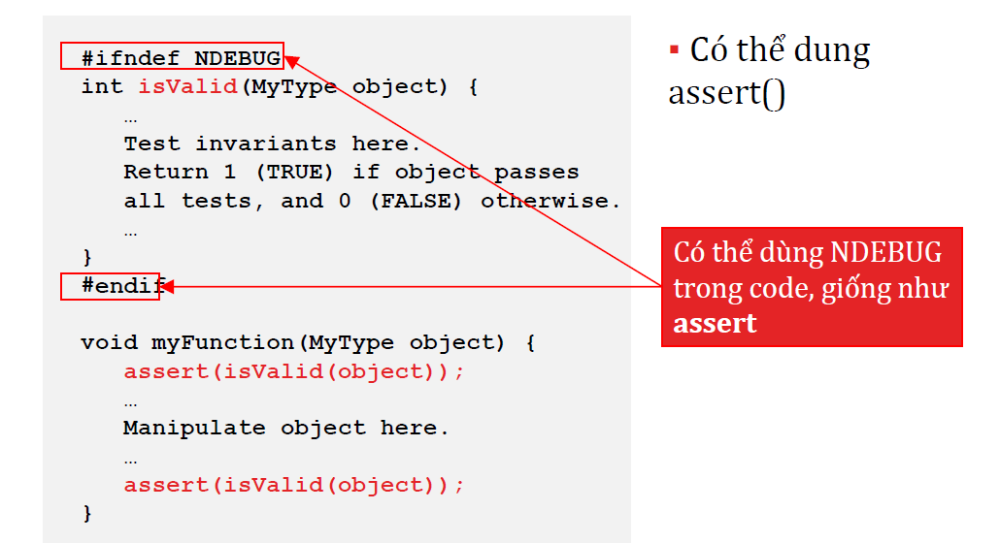 #ifndef NDEBUG
int isValid(MyType object) {
...
Test invariants here.
Return 1 (TRUE) if object passes
all tests, and 0 (FALSE) otherwise.
...
}
#endif
void myFunction(MyType object) {
assert(isValid(object));
...
Manipulate object here.
...
assert(isValid(object));
}
▪ Có thể dung
assert()
Có thể dùng NDEBUG
trong code, giống như
assert